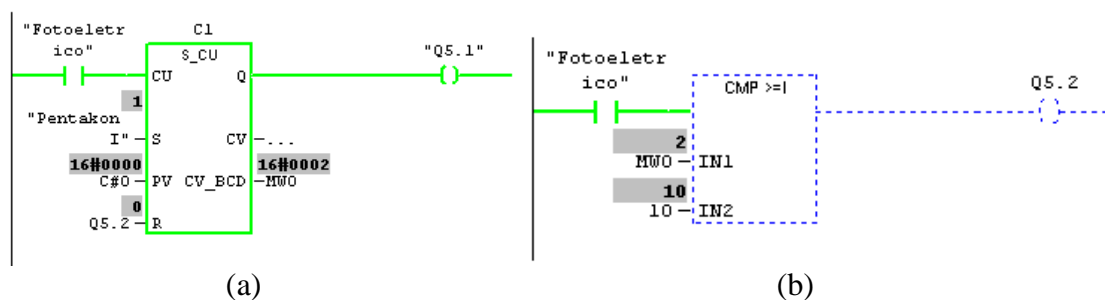 "Fotoeletr
ico"
C1
S_CU
CU
Q
"Q5.1"
1
"Pentakon
I"
S
CV
...
16#0000
C#0
PV
CV_BCD
16#0002
MW0
0
Q5.2
R
(a)
"Fotoeletr
ico"
CMP >=I
Q5.2
2
MW0
IN1
10
10
IN2
(b)